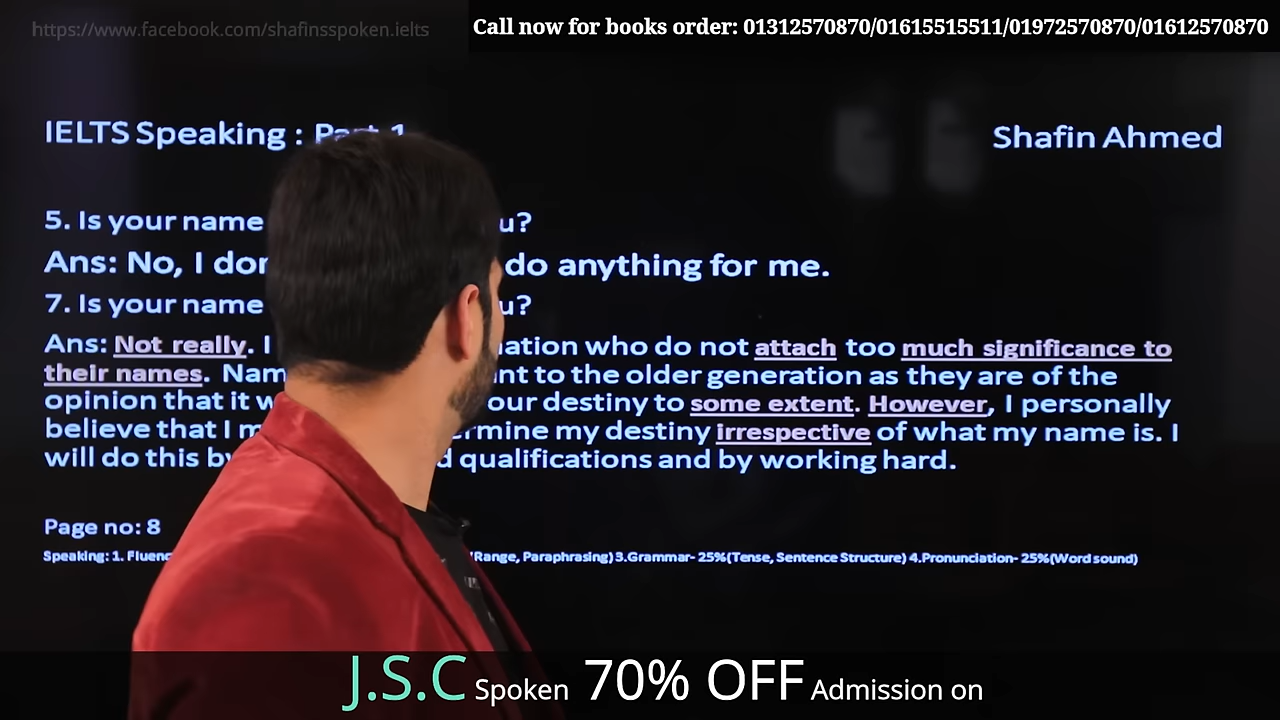 https://www.facebook.com/shafinsspoken.ielts
Call now for books order: 01312570870/01615515511/01972570870/01612570870
IELTS Speaking : Part 1
Shafin Ahmed
5. Is your name u?
Ans: No, I don do anything for me.
7. Is your name u?
Ans: Not really. I ation who do not attach too much significance to
their names. Nam nt to the older generation as they are of the
opinion that it w our destiny to some extent. However, I personally
believe that I m ermine my destiny irrespective of what my name is. I
will do this by d qualifications and by working hard.
Page no: 8
Speaking: 1. Fluenc /Range, Paraphrasing) 3.Grammar- 25%(Tense, Sentence Structure) 4.Pronunciation- 25%(Word sound)
J.S.C Spoken 70% OFF Admission on